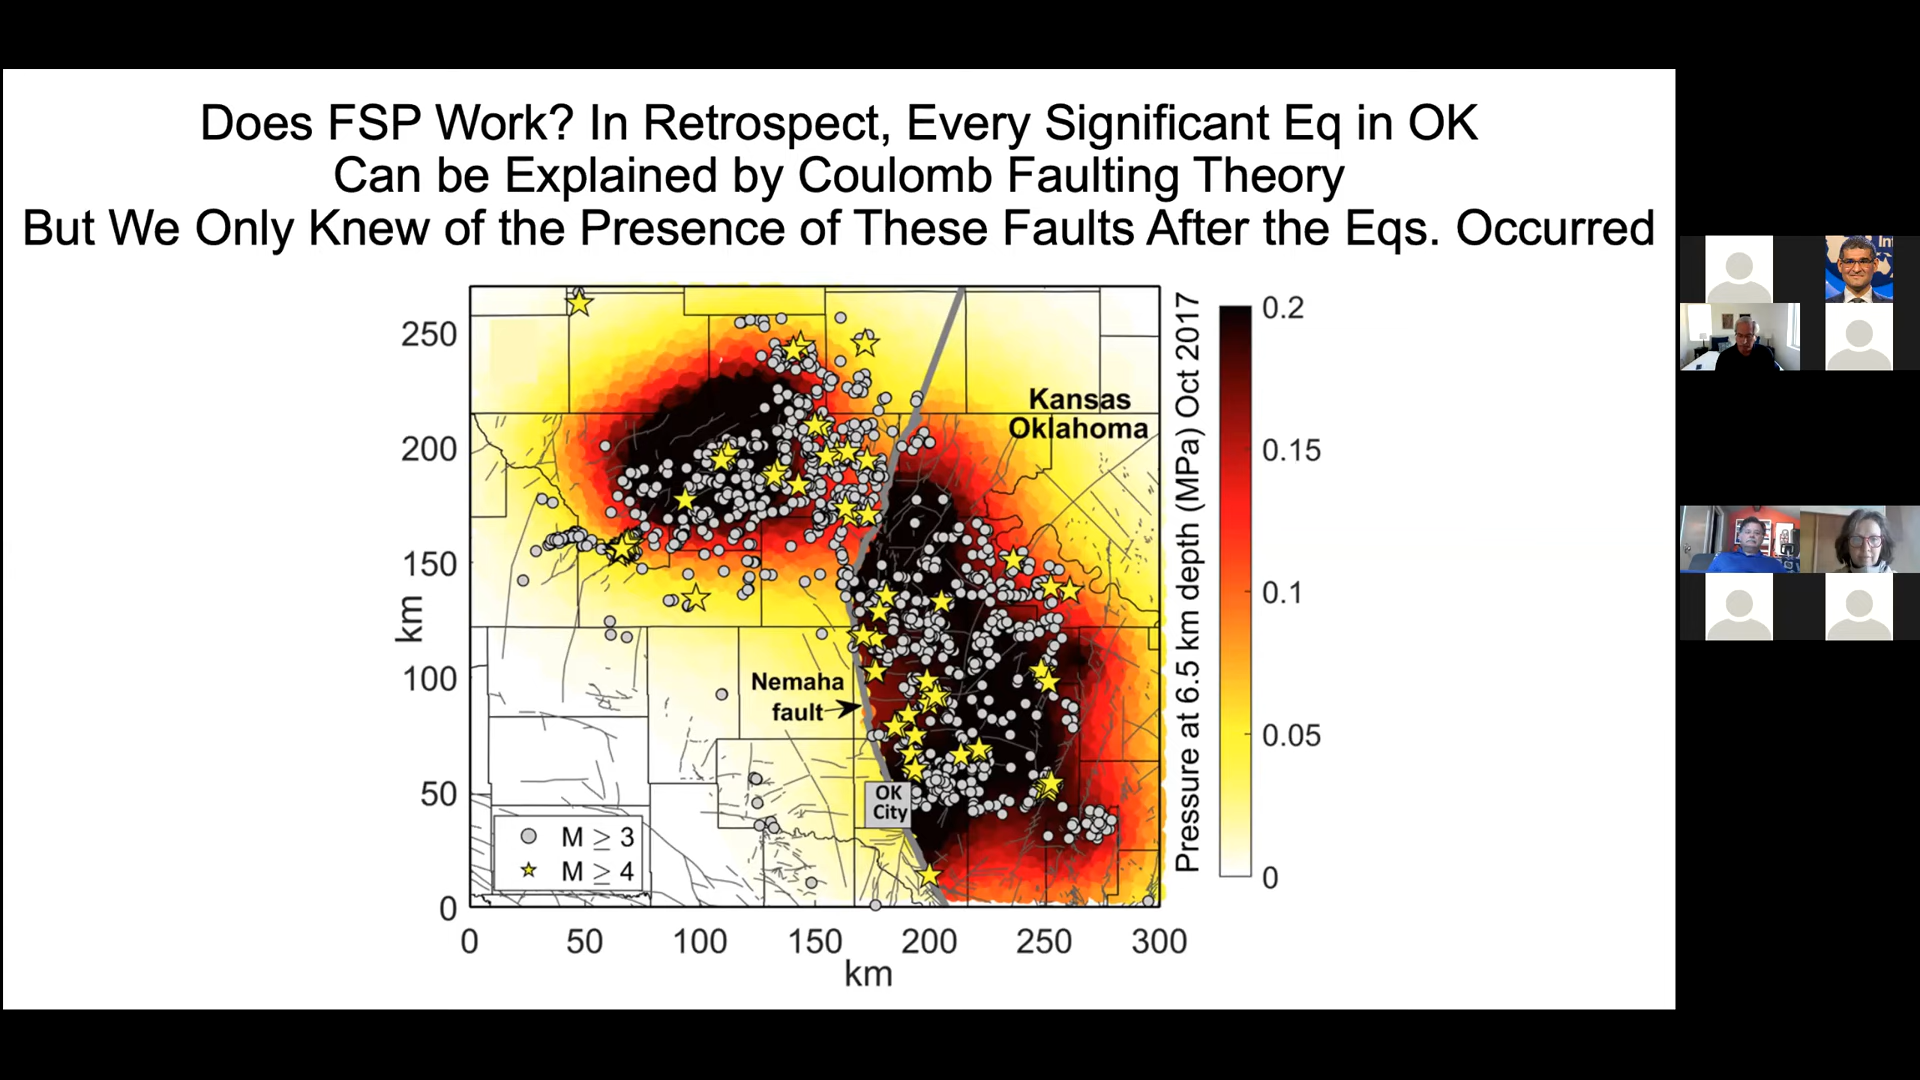 Does FSP Work? In Retrospect, Every Significant Eq in OK
Can be Explained by Coulomb Faulting Theory
But We Only Knew of the Presence of These Faults After the Eqs. Occurred
250
200
150
100
50
0
km
0 50 100 150 200 250 300
km
Kansas
Oklahoma
Nemaha
fault
OK
City
M ≥ 3
M ≥ 4
0.2
0.15
0.1
0.05
0
Pressure at 6.5 km depth (MPa) Oct 2017
Int